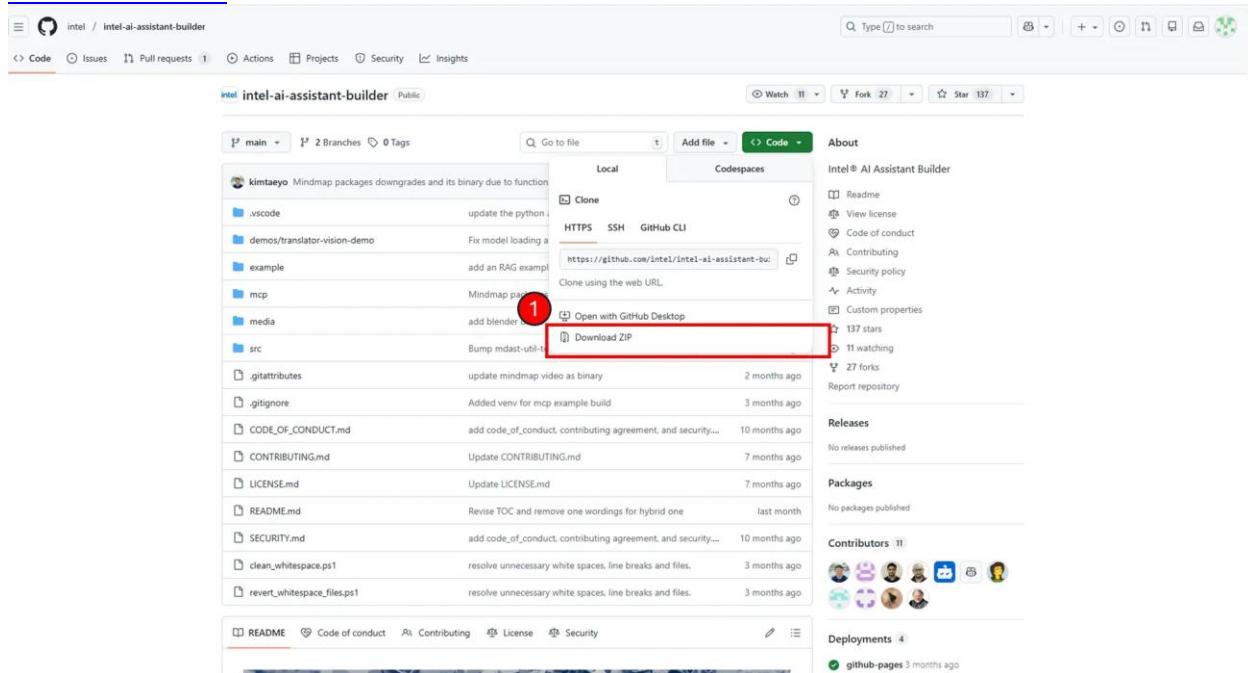 intel / intel-ai-assistant-builder
Type / to search
Code Issues Pull requests 1 Actions Projects Security Insights
intel intel-ai-assistant-builder Public
Watch 11 Fork 27 Star 137
main 2 Branches 0 Tags
Go to file t
Add file
Code
About
Local Codespaces
Intel® AI Assistant Builder
kimtaeyo Mindmap packages downgrades and its binary due to function
Clone
HTTPS SSH GitHub CLI
https://github.com/intel/intel-ai-assistant-bu
Clone using the web URL.
1
Open with GitHub Desktop
Download ZIP
.vscode update the python
demos/translator-vision-demo Fix model loading a
example add an RAG exampl
mcp Mindmap
media add blender
src Bump mdast-util-t
.gitattributes update mindmap video as binary 2 months ago
.gitignore Added venv for mcp example build 3 months ago
CODE_OF_CONDUCT.md add code_of_conduct, contributing agreement, and security.... 10 months ago
CONTRIBUTING.md Update CONTRIBUTING.md 7 months ago
LICENSE.md Update LICENSE.md 7 months ago
README.md Revise TOC and remove one wordings for hybrid one last month
SECURITY.md add code_of_conduct, contributing agreement, and security.... 10 months ago
clean_whitespace.ps1 resolve unnecessary white spaces, line breaks and files. 3 months ago
revert_whitespace_files.ps1 resolve unnecessary white spaces, line breaks and files. 3 months ago
README Code of conduct Contributing License Security
Readme
View license
Code of conduct
Contributing
Security policy
Activity
Custom properties
137 stars
11 watching
27 forks
Report repository
Releases
No releases published
Packages
No packages published
Contributors 11
Deployments 4
github-pages 3 months ago